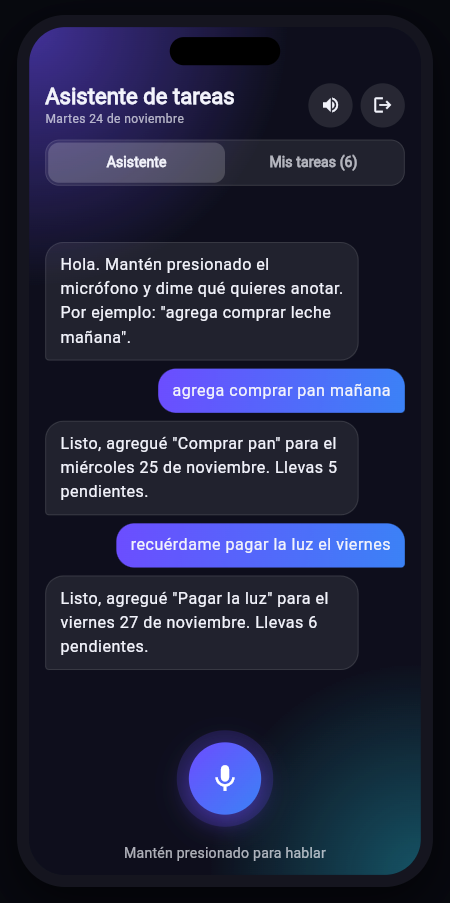 Asistente de tareas
Martes 24 de noviembre
Asistente
Mis tareas (6)
Hola. Mantén presionado el
micrófono y dime qué quieres anotar.
Por ejemplo: "agrega comprar leche
mañana".
agrega comprar pan mañana
Listo, agregué "Comprar pan" para el
miércoles 25 de noviembre. Llevas 5
pendientes.
recuérdame pagar la luz el viernes
Listo, agregué "Pagar la luz" para el
viernes 27 de noviembre. Llevas 6
pendientes.
Mantén presionado para hablar